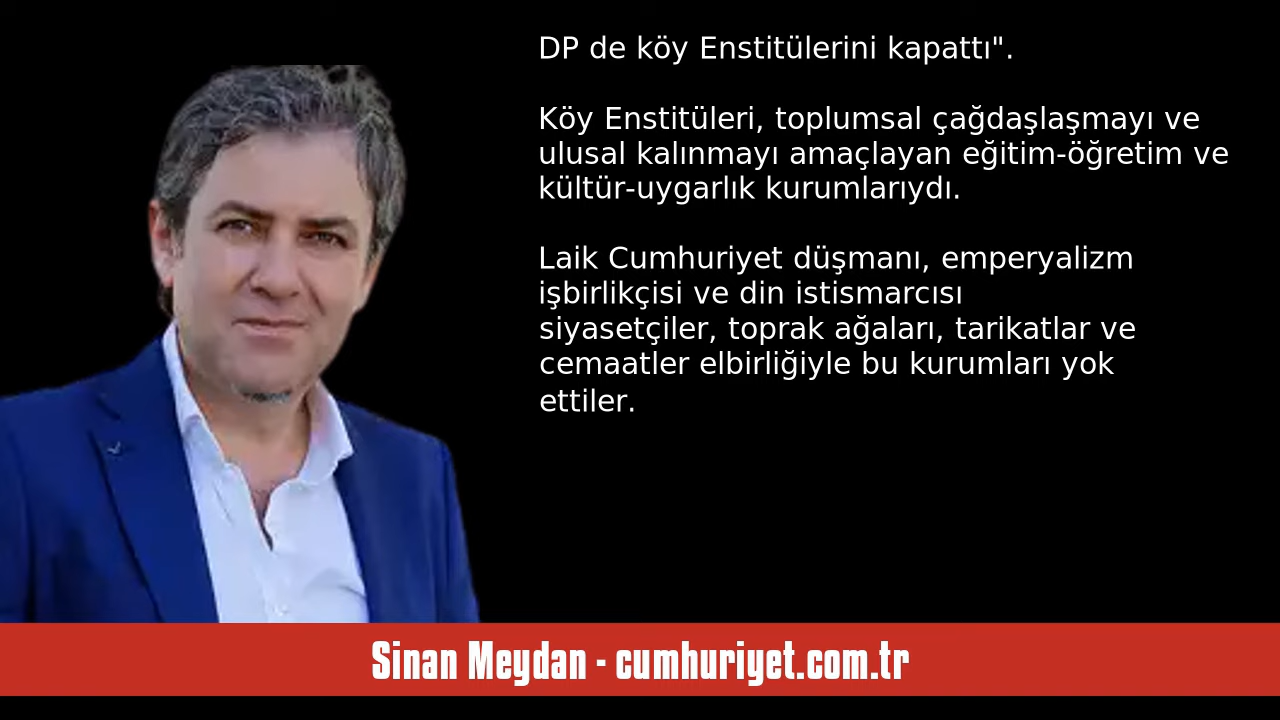 DP de köy Enstitülerini kapattı".
Köy Enstitüleri, toplumsal çağdaşlaşmayı ve
ulusal kalınmayı amaçlayan eğitim-öğretim ve
kültür-uygarlık kurumlarıydı.
Laik Cumhuriyet düşmanı, emperyalizm
işbirlikçisi ve din istismarcısı
siyasetçiler, toprak ağaları, tarikatlar ve
cemaatler elbirliğiyle bu kurumları yok
ettiler.
Sinan Meydan - cumhuriyet.com.tr